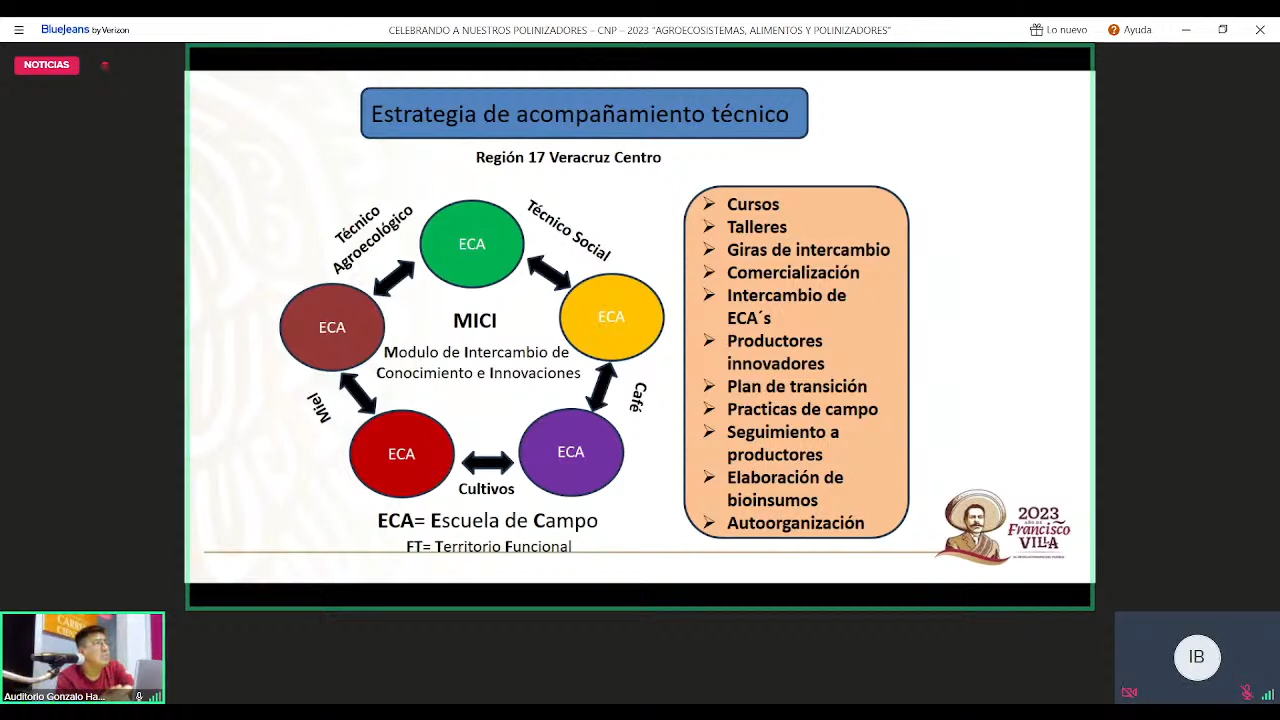 BlueJeans by Verizon
CELEBRANDO A NUESTROS POLINIZADORES – CNP – 2023 "AGROECOSISTEMAS, ALIMENTOS Y POLINIZADORES"
Lo nuevo
Ayuda
NOTICIAS
Estrategia de acompañamiento técnico
Región 17 Veracruz Centro
Técnico
Agroecológico
Técnico Social
ECA
ECA
ECA
MICI
Modulo de Intercambio de
Conocimiento e Innovaciones
Miel
Café
ECA
ECA
Cultivos
ECA= Escuela de Campo
FT= Territorio Funcional
Cursos
Talleres
Giras de intercambio
Comercialización
Intercambio de
ECA´s
Productores
innovadores
Plan de transición
Practicas de campo
Seguimiento a
productores
Elaboración de
bioinsumos
Autoorganización
2023
AÑO DE
Francisco
VILLA
Auditorio Gonzalo Ha...
IB